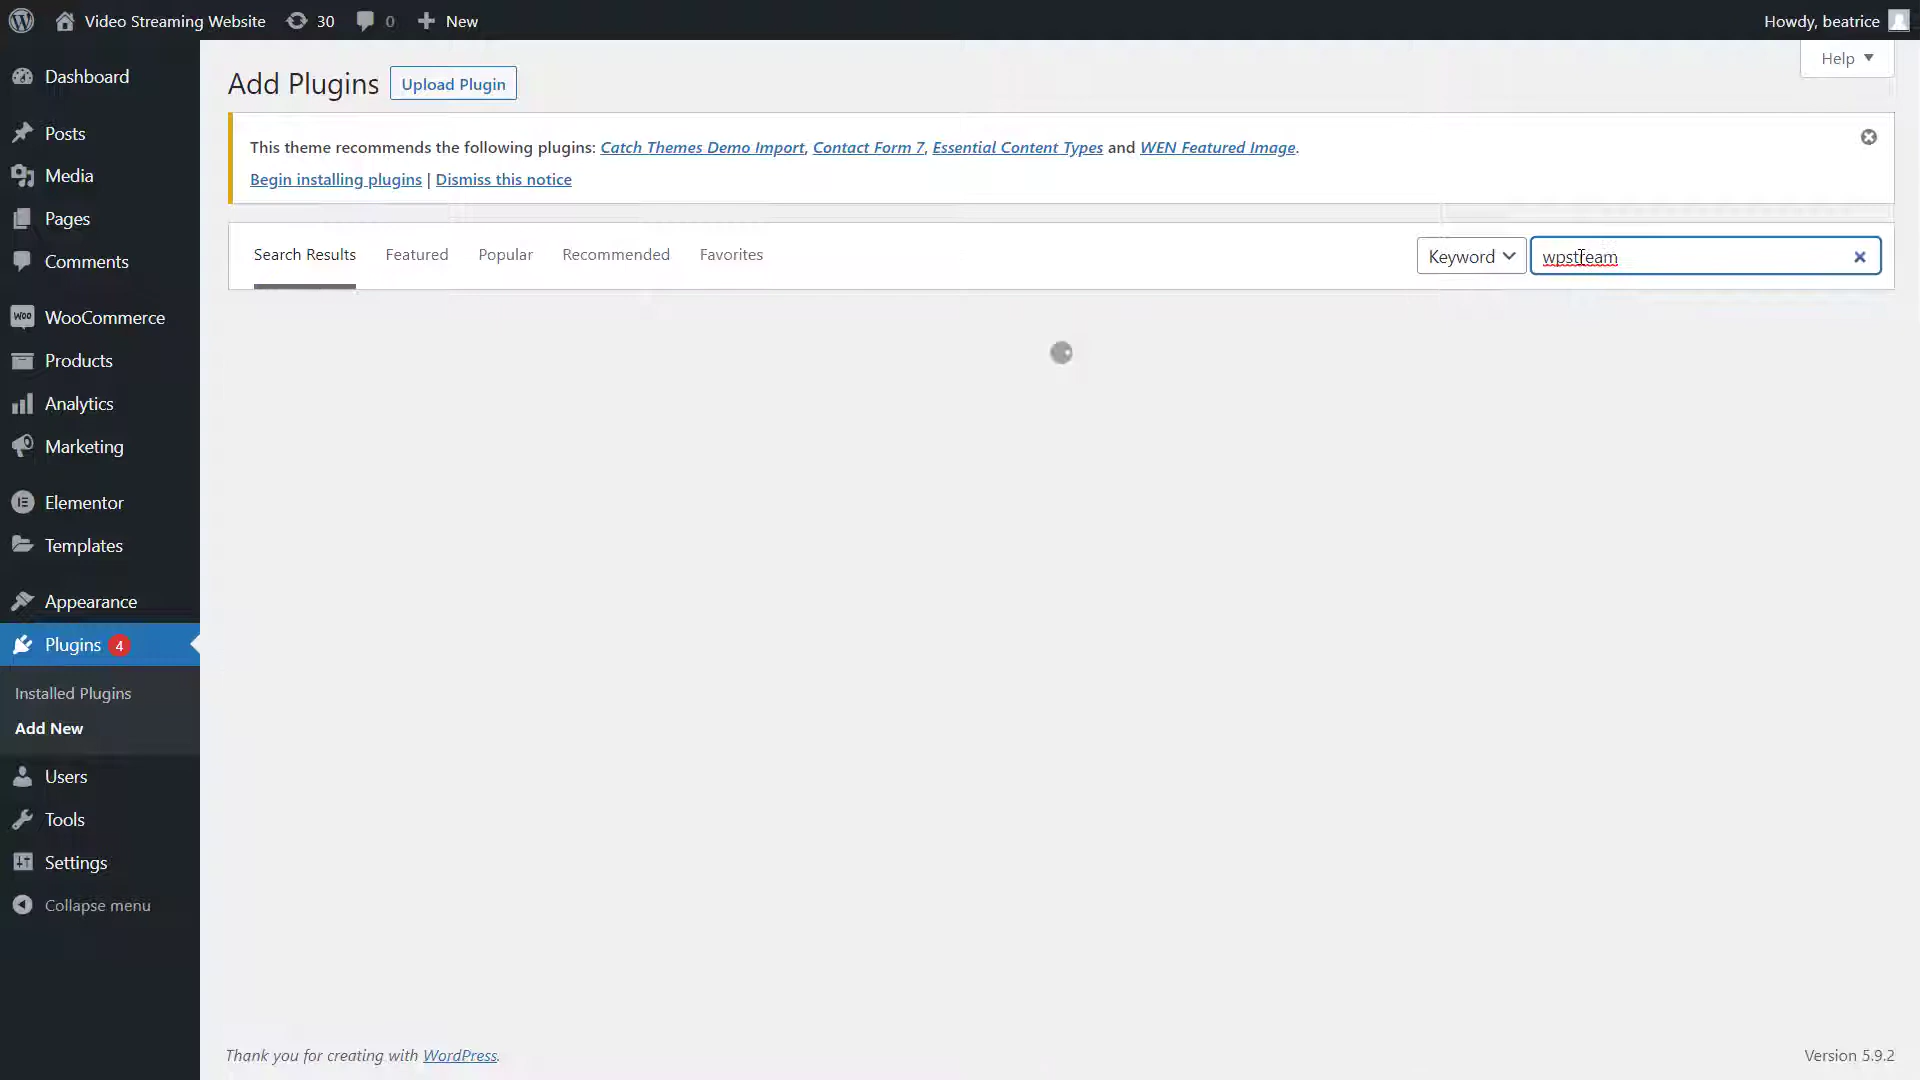 Video Streaming Website 30 0 New Howdy, beatrice
Help
Dashboard
Posts
Media
Pages
Comments
WooCommerce
Products
Analytics
Marketing
Elementor
Templates
Appearance
Plugins 4
Installed Plugins
Add New
Users
Tools
Settings
Collapse menu
Add Plugins Upload Plugin
This theme recommends the following plugins: Catch Themes Demo Import, Contact Form 7, Essential Content Types and WEN Featured Image.
Begin installing plugins | Dismiss this notice
Search Results Featured Popular Recommended Favorites Keyword wpstream
Thank you for creating with WordPress. Version 5.9.2